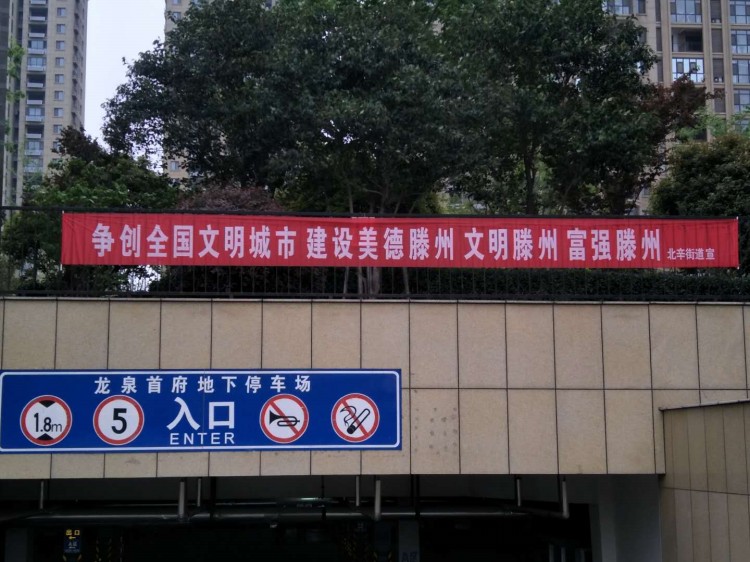 争创全国文明城市 建设美德滕州 文明滕州 富强滕州 北辛街道宣
龙泉首府地下停车场
1.8m 5 入口
ENTER
出口